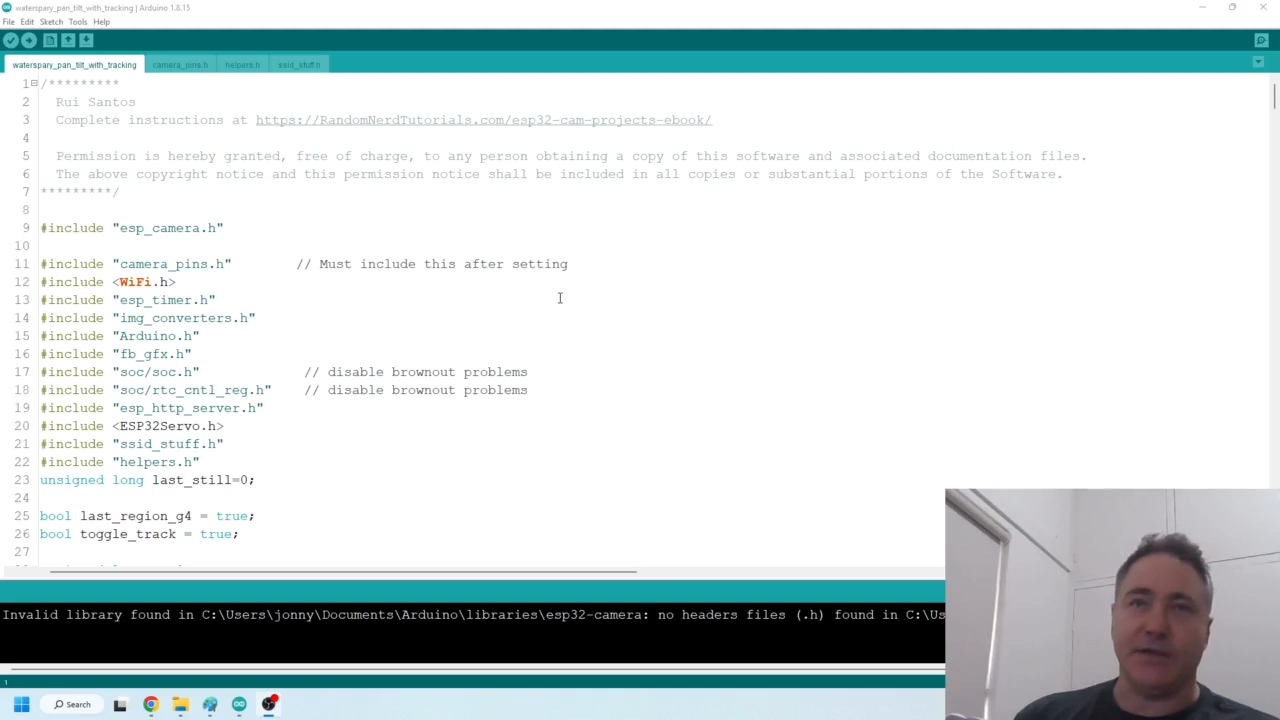 waterspary_pan_tilt_with_tracking | Arduino 1.8.15
File Edit Sketch Tools Help
waterspary_pan_tilt_with_tracking camera_pins.h helpers.h ssid_stuff.h
1 /*********
2 Rui Santos
3 Complete instructions at https://RandomNerdTutorials.com/esp32-cam-projects-ebook/
4
5 Permission is hereby granted, free of charge, to any person obtaining a copy of this software and associated documentation files.
6 The above copyright notice and this permission notice shall be included in all copies or substantial portions of the Software.
7 *********/
8
9 #include "esp_camera.h"
10
11 #include "camera_pins.h" // Must include this after setting
12 #include <WiFi.h>
13 #include "esp_timer.h"
14 #include "img_converters.h"
15 #include "Arduino.h"
16 #include "fb_gfx.h"
17 #include "soc/soc.h" // disable brownout problems
18 #include "soc/rtc_cntl_reg.h" // disable brownout problems
19 #include "esp_http_server.h"
20 #include <ESP32Servo.h>
21 #include "ssid_stuff.h"
22 #include "helpers.h"
23 unsigned long last_still=0;
24
25 bool last_region_g4 = true;
26 bool toggle_track = true;
27
Invalid library found in C:\Users\jonny\Documents\Arduino\libraries\esp32-camera: no headers files (.h) found in C:\Us
1
Search